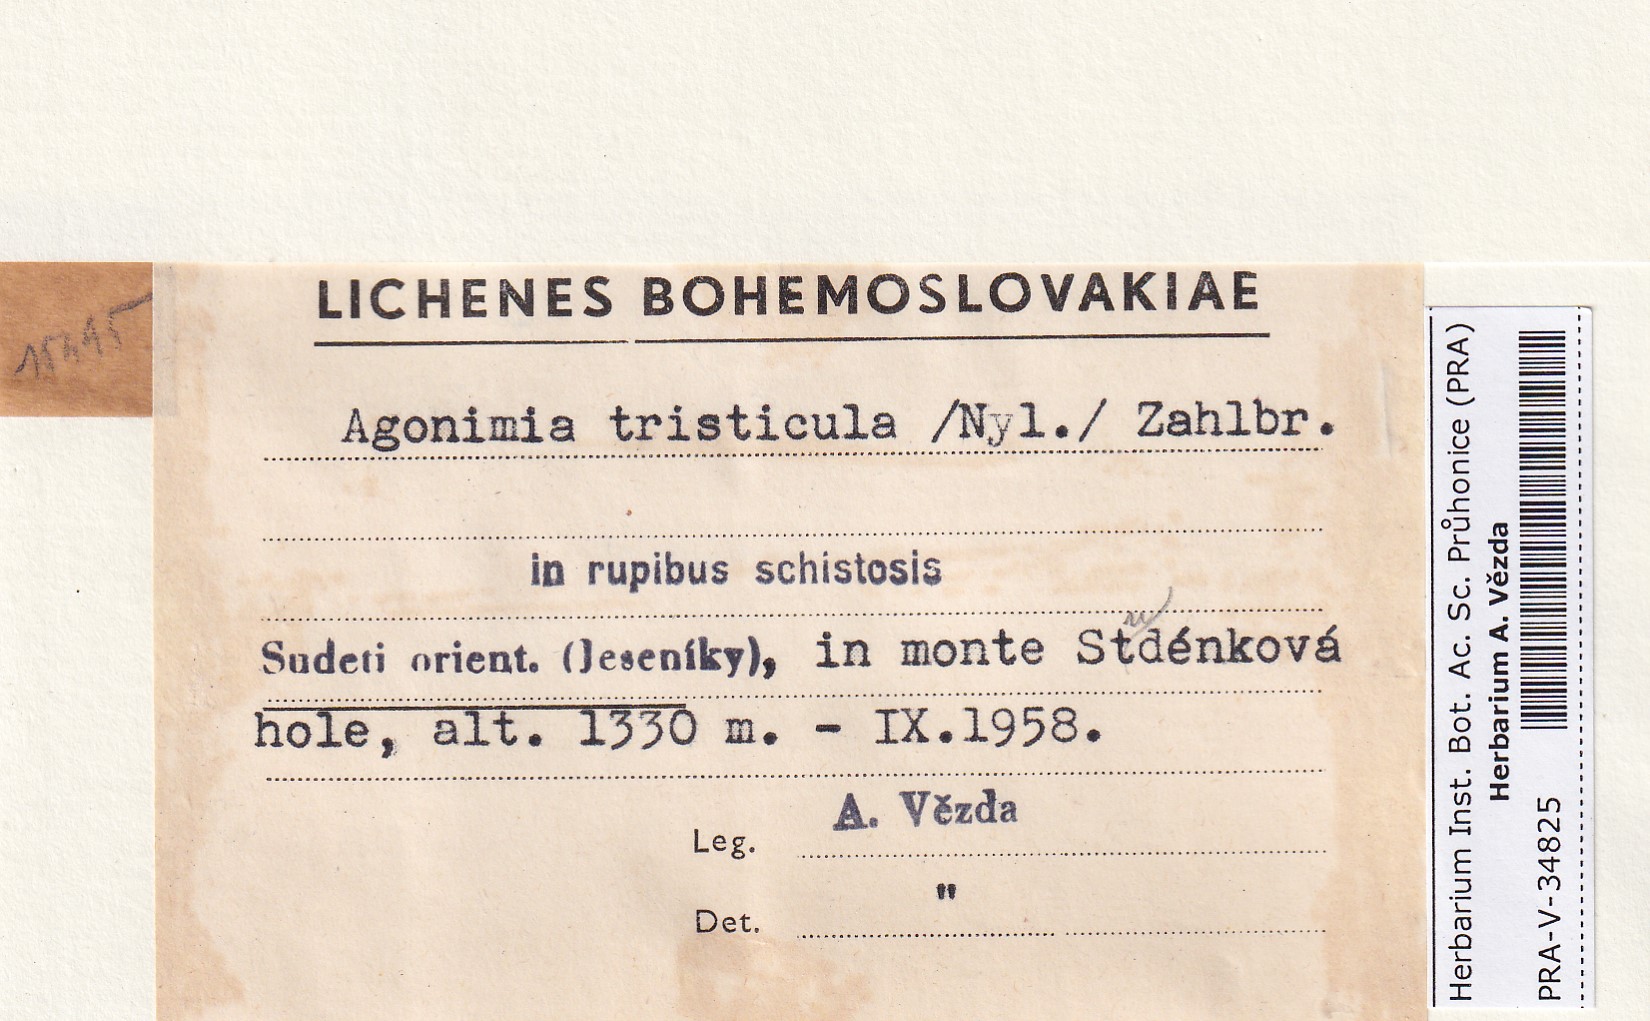 LICHENES BOHEMOSLOVAKIAE
Agonimia tristicula /Nyl./ Zahlbr.
in rupibus schistosis
Sudeti orient. (Jeseníky), in monte Stdénková
u
hole, alt. 1330 m. - IX.1958.
Leg. A. Vězda
Det. "
Herbarium Inst. Bot. Ac. Sc. Průhonice (PRA)
Herbarium A. Vězda
PRA-V-34825